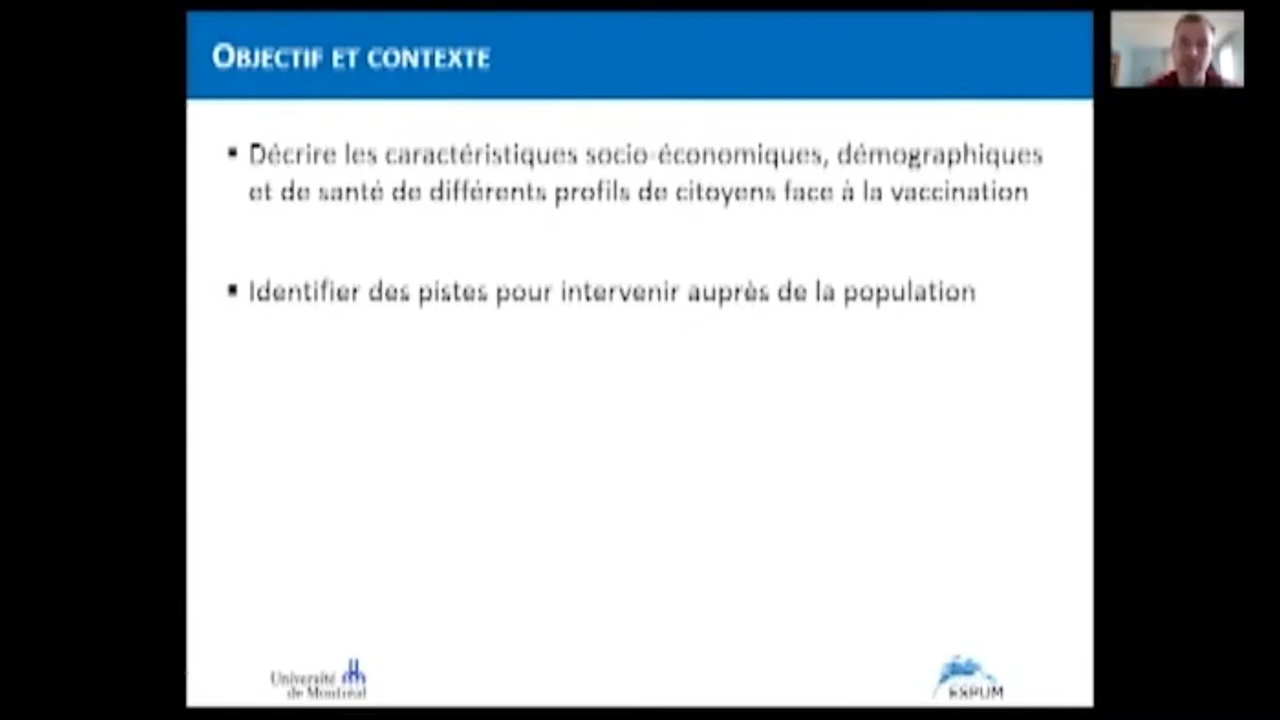 OBJECTIF ET CONTEXTE
▪ Décrire les caractéristiques socio-économiques, démographiques
et de santé de différents profils de citoyens face à la vaccination
▪ Identifier des pistes pour intervenir auprès de la population
Université
de Montréal
ESPUM